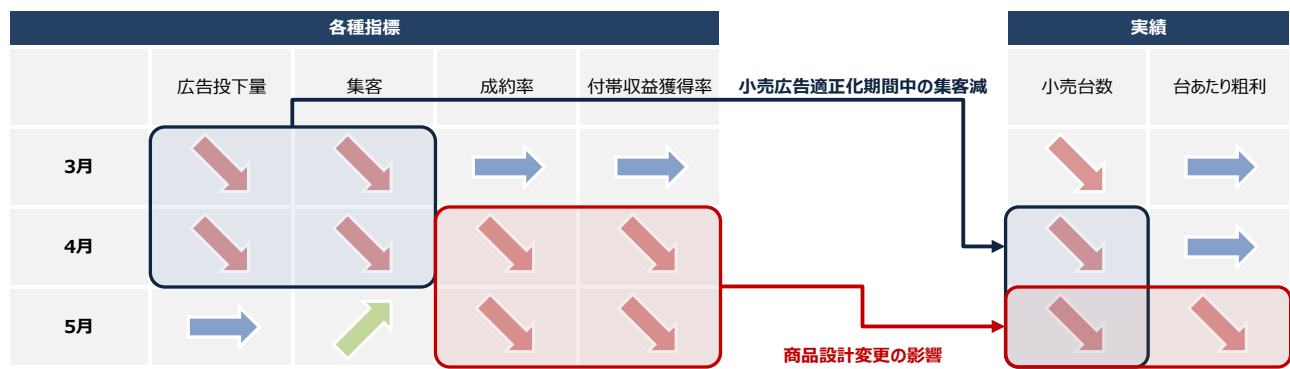 各種指標
実績
広告投下量
集客
成約率
付帯収益獲得率
小売広告適正化期間中の集客減
小売台数
台あたり粗利
3月
4月
5月
商品設計変更の影響